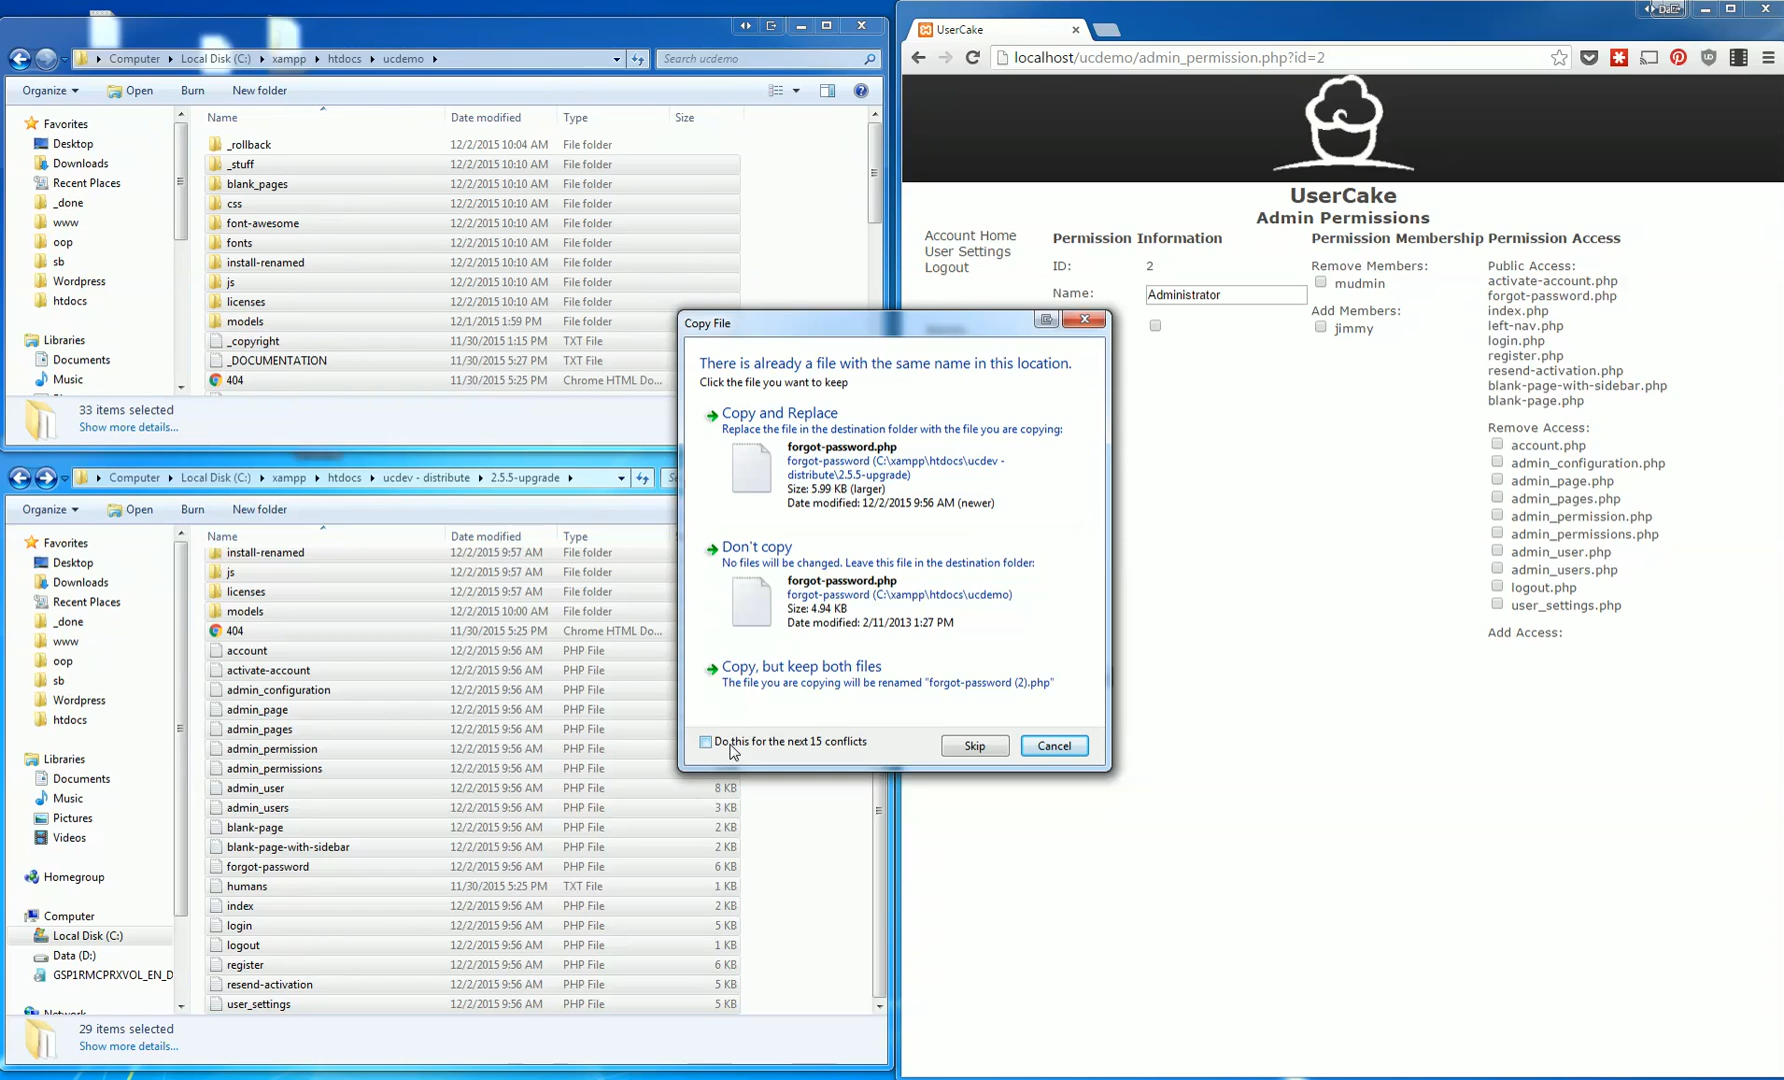 Computer ▸ Local Disk (C:) ▸ xampp ▸ htdocs ▸ ucdemo ▸
Search ucdemo
Organize ▾ Open Burn New folder
Name Date modified Type Size
Favorites
Desktop
Downloads
Recent Places
_done
www
oop
sb
Wordpress
htdocs
Libraries
Documents
Music
_rollback 12/2/2015 10:04 AM File folder
_stuff 12/2/2015 10:10 AM File folder
blank_pages 12/2/2015 10:10 AM File folder
css 12/2/2015 10:10 AM File folder
font-awesome 12/2/2015 10:10 AM File folder
fonts 12/2/2015 10:10 AM File folder
install-renamed 12/2/2015 10:10 AM File folder
js 12/2/2015 10:10 AM File folder
licenses 12/2/2015 10:10 AM File folder
models 12/1/2015 1:59 PM File folder
_copyright 11/30/2015 1:15 PM TXT File
_DOCUMENTATION 11/30/2015 5:27 PM TXT File
404 11/30/2015 5:25 PM Chrome HTML Do...
33 items selected
Show more details...
Computer ▸ Local Disk (C:) ▸ xampp ▸ htdocs ▸ ucdev - distribute ▸ 2.5.5-upgrade ▸
Organize ▾ Open Burn New folder
Name Date modified Type
Favorites
Desktop
Downloads
Recent Places
_done
www
oop
sb
Wordpress
htdocs
Libraries
Documents
Music
Pictures
Videos
Homegroup
Computer
Local Disk (C:)
Data (D:)
GSP1RMCPRXVOL_EN_D
Network
install-renamed 12/2/2015 9:57 AM File folder
js 12/2/2015 9:57 AM File folder
licenses 12/2/2015 9:57 AM File folder
models 12/2/2015 10:00 AM File folder
404 11/30/2015 5:25 PM Chrome HTML Do...
account 12/2/2015 9:56 AM PHP File
activate-account 12/2/2015 9:56 AM PHP File
admin_configuration 12/2/2015 9:56 AM PHP File
admin_page 12/2/2015 9:56 AM PHP File
admin_pages 12/2/2015 9:56 AM PHP File
admin_permission 12/2/2015 9:56 AM PHP File
admin_permissions 12/2/2015 9:56 AM PHP File
admin_user 12/2/2015 9:56 AM PHP File 8 KB
admin_users 12/2/2015 9:56 AM PHP File 3 KB
blank-page 12/2/2015 9:56 AM PHP File 2 KB
blank-page-with-sidebar 12/2/2015 9:56 AM PHP File 2 KB
forgot-password 12/2/2015 9:56 AM PHP File 6 KB
humans 11/30/2015 5:25 PM TXT File 1 KB
index 12/2/2015 9:56 AM PHP File 2 KB
login 12/2/2015 9:56 AM PHP File 5 KB
logout 12/2/2015 9:56 AM PHP File 1 KB
register 12/2/2015 9:56 AM PHP File 5 KB
resend-activation 12/2/2015 9:56 AM PHP File 5 KB
user_settings 12/2/2015 9:56 AM PHP File 5 KB
29 items selected
Show more details...
Copy File
There is already a file with the same name in this location.
Click the file you want to keep
Copy and Replace
Replace the file in the destination folder with the file you are copying:
forgot-password.php
forgot-password (C:\xampp\htdocs\ucdev -
distribute\2.5.5-upgrade)
Size: 5.99 KB (larger)
Date modified: 12/2/2015 9:56 AM (newer)
Don't copy
No files will be changed. Leave this file in the destination folder:
forgot-password.php
forgot-password (C:\xampp\htdocs\ucdemo)
Size: 4.94 KB
Date modified: 2/11/2013 1:27 PM
Copy, but keep both files
The file you are copying will be renamed "forgot-password (2).php"
Do this for the next 15 conflicts
Skip Cancel
UserCake
localhost/ucdemo/admin_permission.php?id=2
UserCake
Admin Permissions
Account Home
User Settings
Logout
Permission Information
ID: 2
Name: Administrator
Permission Membership
Remove Members:
mudmin
Add Members:
jimmy
Permission Access
Public Access:
activate-account.php
forgot-password.php
index.php
left-nav.php
login.php
register.php
resend-activation.php
blank-page-with-sidebar.php
blank-page.php
Remove Access:
account.php
admin_configuration.php
admin_page.php
admin_pages.php
admin_permission.php
admin_permissions.php
admin_user.php
admin_users.php
logout.php
user_settings.php
Add Access: